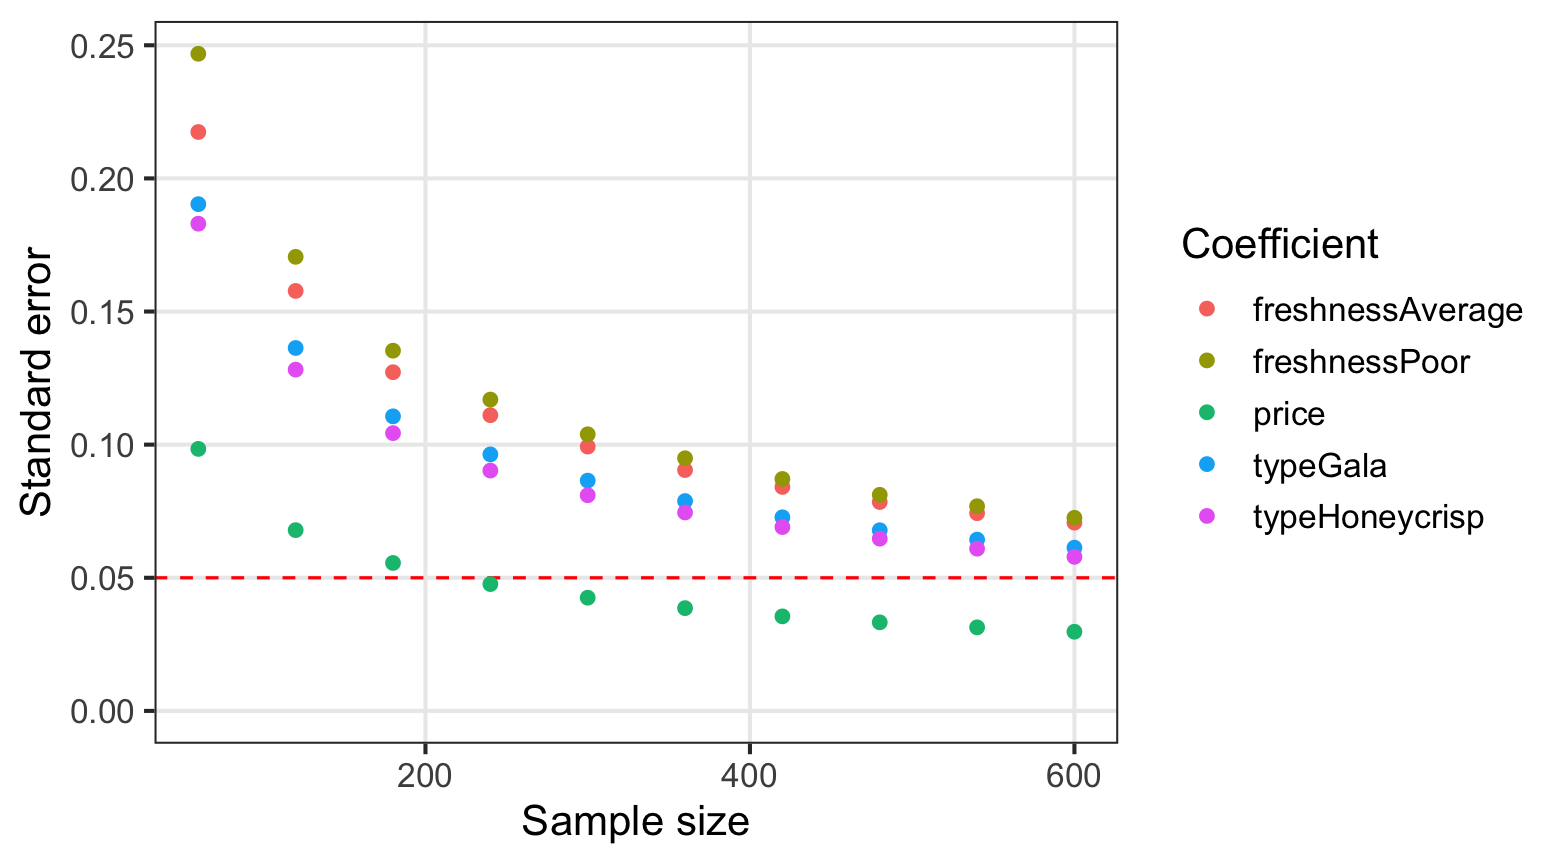 0.25
0.20
0.15
0.10
0.05
0.00
Standard error
200
400
600
Sample size
Coefficient
freshnessAverage
freshnessPoor
price
typeGala
typeHoneycrisp